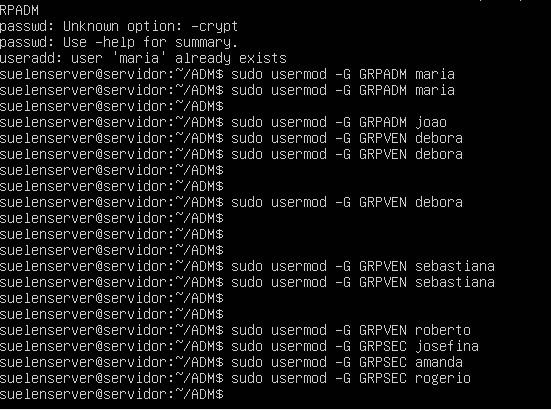 RPADM
passwd: Unknown option: -crypt
passwd: Use -help for summary.
useradd: user 'maria' already exists
suelenserver@servidor:~/ADM$ sudo usermod -G GRPADM maria
suelenserver@servidor:~/ADM$ sudo usermod -G GRPADM maria
suelenserver@servidor:~/ADM$
suelenserver@servidor:~/ADM$ sudo usermod -G GRPADM joao
suelenserver@servidor:~/ADM$ sudo usermod -G GRPVEN debora
suelenserver@servidor:~/ADM$ sudo usermod -G GRPVEN debora
suelenserver@servidor:~/ADM$
suelenserver@servidor:~/ADM$
suelenserver@servidor:~/ADM$ sudo usermod -G GRPVEN debora
suelenserver@servidor:~/ADM$
suelenserver@servidor:~/ADM$
suelenserver@servidor:~/ADM$
suelenserver@servidor:~/ADM$ sudo usermod -G GRPVEN sebastiana
suelenserver@servidor:~/ADM$ sudo usermod -G GRPVEN sebastiana
suelenserver@servidor:~/ADM$
suelenserver@servidor:~/ADM$
suelenserver@servidor:~/ADM$ sudo usermod -G GRPVEN roberto
suelenserver@servidor:~/ADM$ sudo usermod -G GRPSEC josefina
suelenserver@servidor:~/ADM$ sudo usermod -G GRPSEC amanda
suelenserver@servidor:~/ADM$ sudo usermod -G GRPSEC rogerio
suelenserver@servidor:~/ADM$